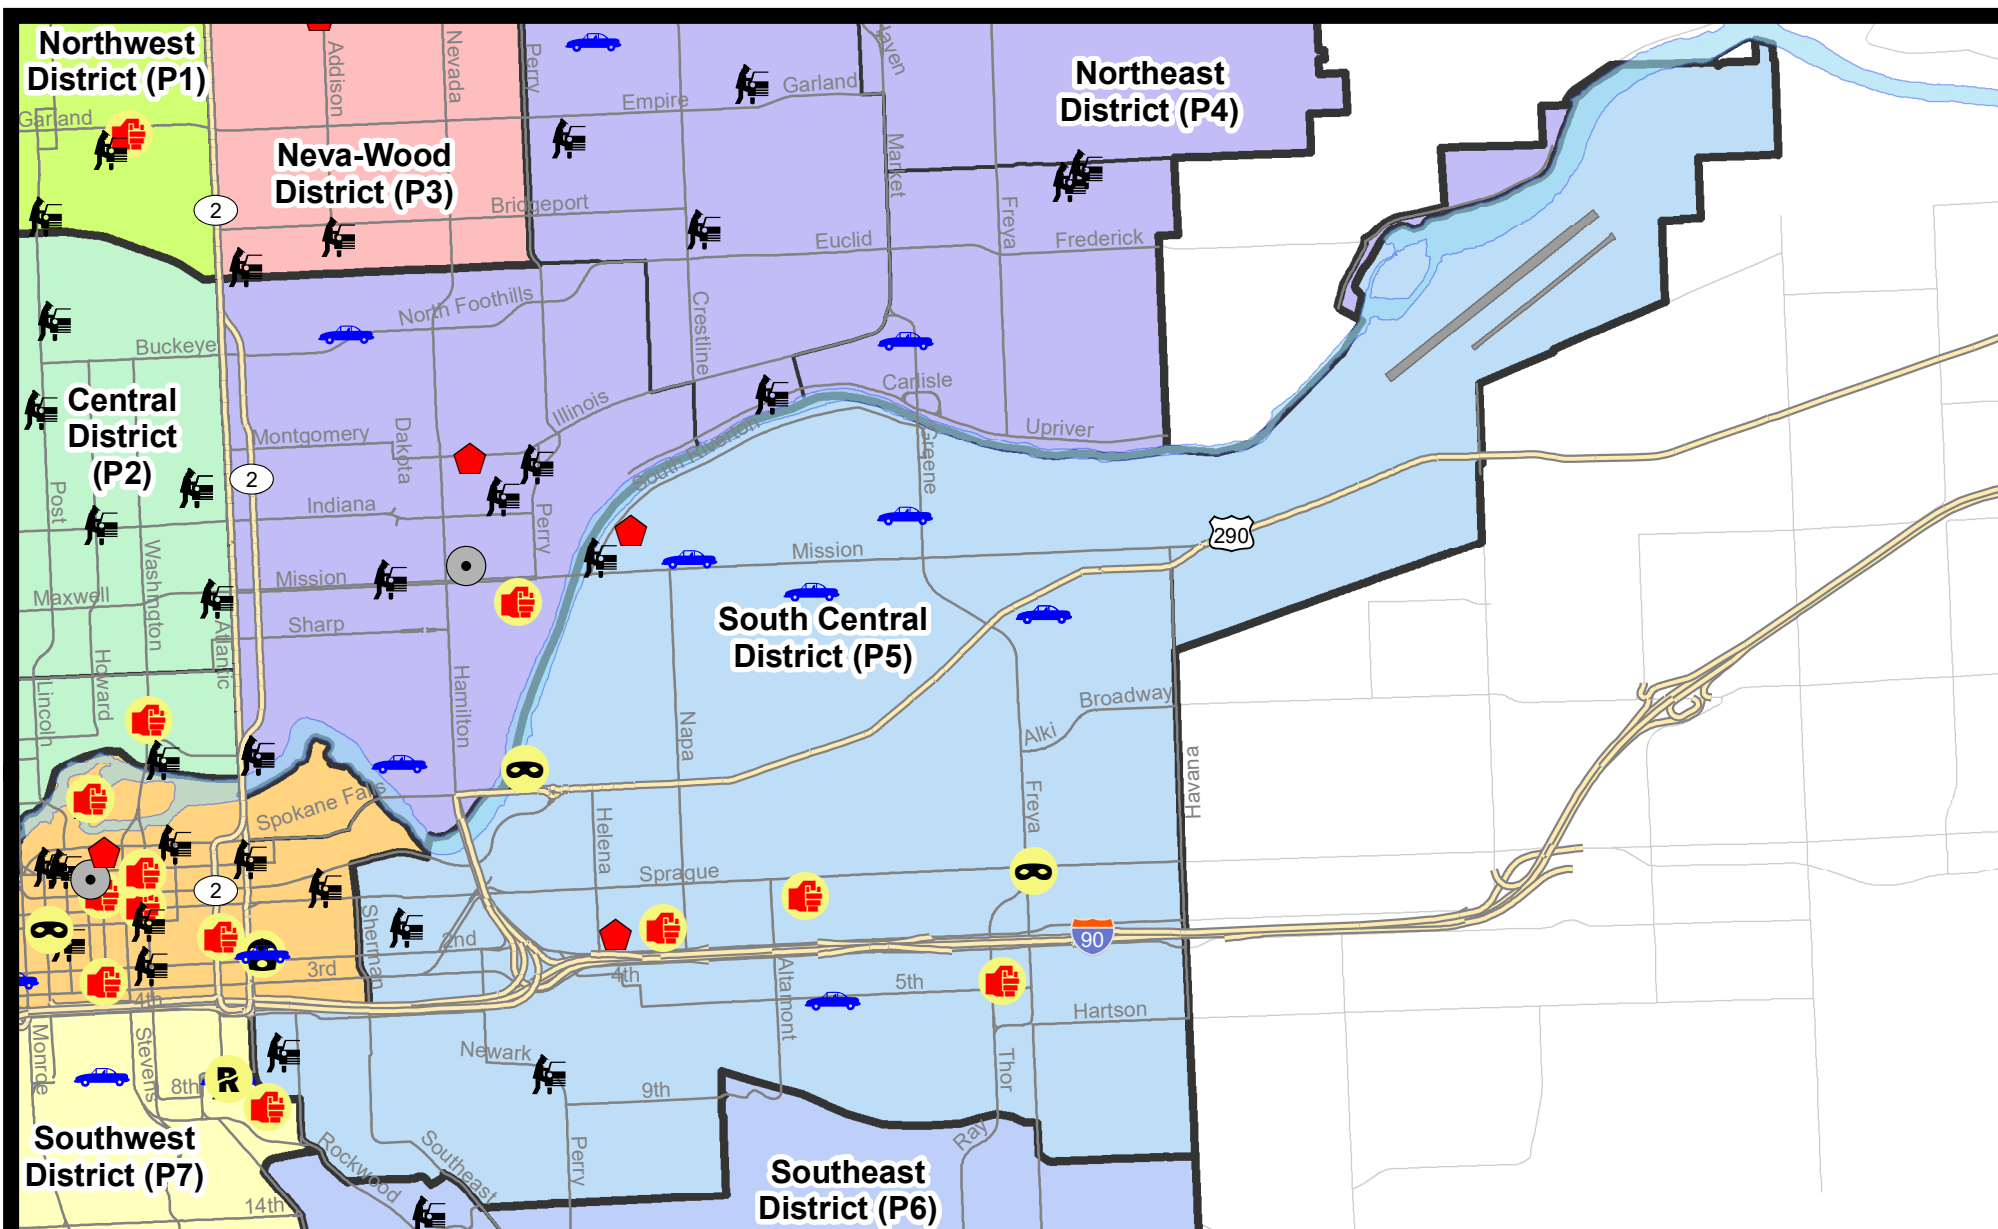 Northwest
District (P1)
Neva-Wood
District (P3)
Northeast
District (P4)
Central
District
(P2)
South Central
District (P5)
Southwest
District (P7)
Southeast
District (P6)
Garland
Addison
Nevada
Perry
Empire
Garland
Market
Freya
Bridgeport
Euclid
Frederick
2
North Foothills
Crestline
Buckeye
Carlisle
Illinois
Dakota
Montgomery
Upriver
South Riverton
Greene
Post
2
Indiana
Perry
290
Washington
Mission
Mission
Maxwell
Atlantic
Sharp
Howard
Lincoln
Hamilton
Napa
Broadway
Alki
Havana
Spokane Falls
Helena
Freya
Sprague
2
Sherman
2nd
90
3rd
4th
4th
Altamont
5th
Hartson
Monroe
Stevens
8th
R
Newark
9th
Thor
Perry
Ray
Rockwood
Southeast
14th